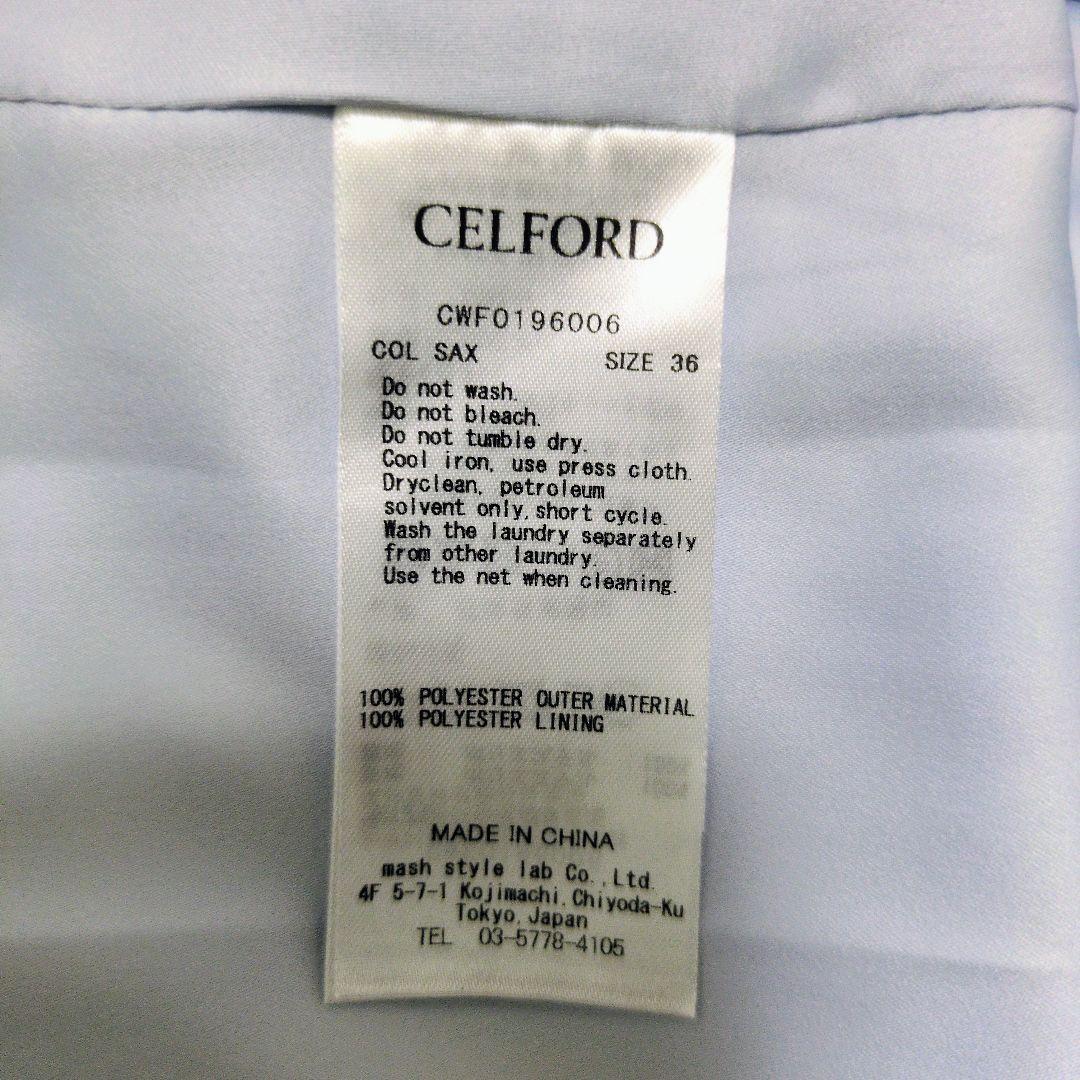 CELFORD
CWF0196006
COL SAX SIZE 36
Do not wash.
Do not bleach.
Do not tumble dry.
Cool iron, use press cloth.
Dryclean, petroleum
solvent only,short cycle.
Wash the laundry separately
from other laundry.
Use the net when cleaning.
100% POLYESTER OUTER MATERIAL
100% POLYESTER LINING
MADE IN CHINA
mash style lab Co.,Ltd.
4F 5-7-1 Kojimachi,Chiyoda-Ku
Tokyo,Japan
TEL 03-5778-4105